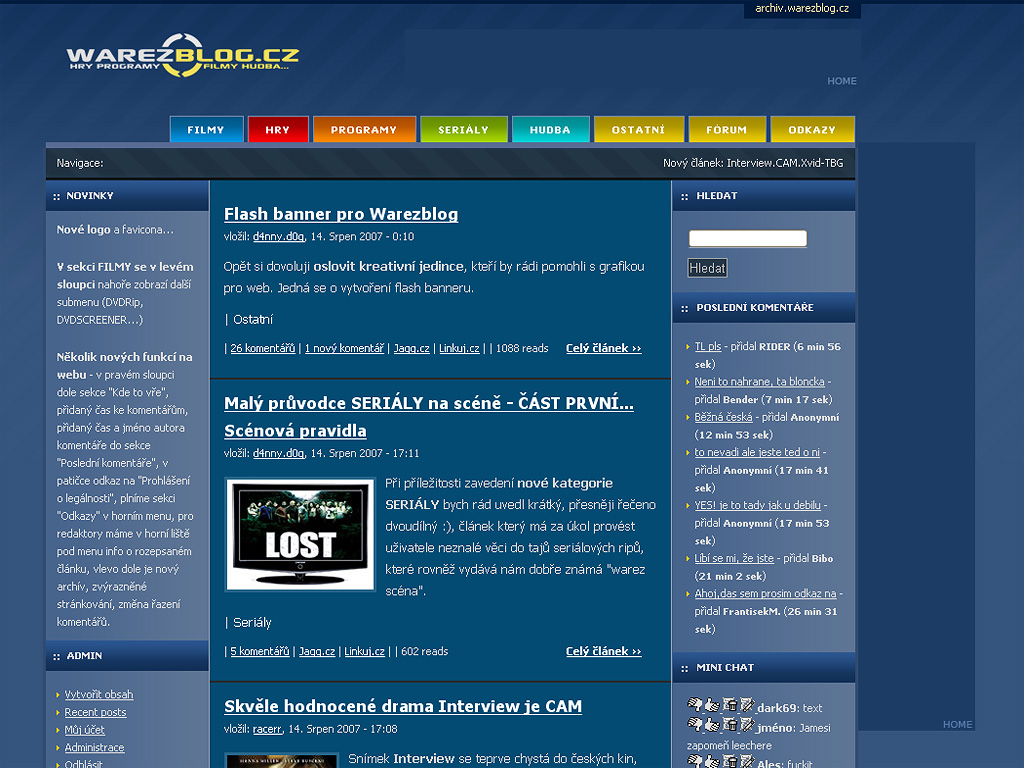 archiv.warezblog.cz
WAREZBLOG.CZ
HRY PROGRAMY FILMY HUDBA...
HOME
FILMY HRY PROGRAMY SERIÁLY HUDBA OSTATNÍ FÓRUM ODKAZY
Navigace: Nový článek: Interview.CAM.Xvid-TBG
:: NOVINKY
Nové logo a favicona...
V sekci FILMY se v levém
sloupci nahoře zobrazí další
submenu (DVDRip,
DVDSCREENER...)
Několik nových funkcí na
webu - v pravém sloupci
dole sekce "Kde to vře",
přidaný čas ke komentářům,
přidaný čas a jméno autora
komentáře do sekce
"Poslední komentáře", v
patičce odkaz na "Prohlášení
o legálnosti", plníme sekci
"Odkazy" v horním menu, pro
redaktory máme v horní liště
pod menu info o rozepsaném
článku, vlevo dole je nový
archív, zvýrazněné
stránkování, změna řazení
komentářů.
:: ADMIN
Vytvořit obsah
Recent posts
Můj účet
Administrace
Odhlásit
Flash banner pro Warezblog
vložil: d4nny.d0g, 14. Srpen 2007 - 0:10
Opět si dovoluji oslovit kreativní jedince, kteří by rádi pomohli s grafikou
pro web. Jedná se o vytvoření flash banneru.
| Ostatní
| 26 komentářů | 1 nový komentář | Jagg.cz | Linkuj.cz | | 1088 reads Celý článek ››
Malý průvodce SERIÁLY na scéně - ČÁST PRVNÍ...
Scénová pravidla
vložil: d4nny.d0g, 14. Srpen 2007 - 17:11
LOST
Při příležitosti zavedení nové kategorie
SERIÁLY bych rád uvedl krátký, přesněji řečeno
dvoudílný :), článek který má za úkol provést
uživatele neznalé věci do tajů seriálových ripů,
které rovněž vydává nám dobře známá "warez
scéna".
| Seriály
| 5 komentářů | Jagg.cz | Linkuj.cz | | 602 reads Celý článek ››
Skvěle hodnocené drama Interview je CAM
vložil: racerr, 14. Srpen 2007 - 17:08
SIENNA MILLER STEVE BUSCEMI
Snímek Interview se teprve chystá do českých kin,
:: HLEDAT
Hledat
:: POSLEDNÍ KOMENTÁŘE
TL pls - přidal RIDER (6 min 56
sek)
Neni to nahrane, ta bloncka -
přidal Bender (7 min 17 sek)
Běžná česká - přidal Anonymní
(12 min 53 sek)
to nevadi ale jeste ted o ni -
přidal Anonymní (17 min 41
sek)
YES! je to tady jak u debilu -
přidal Anonymní (17 min 53
sek)
Líbí se mi, že jste - přidal Bibo
(21 min 2 sek)
Ahoj,das sem prosim odkaz na -
přidal FrantisekM. (26 min 31
sek)
:: MINI CHAT
dark69: text
jméno: Jamesi
zapomeň leechere
Ales: fuckit
HOME